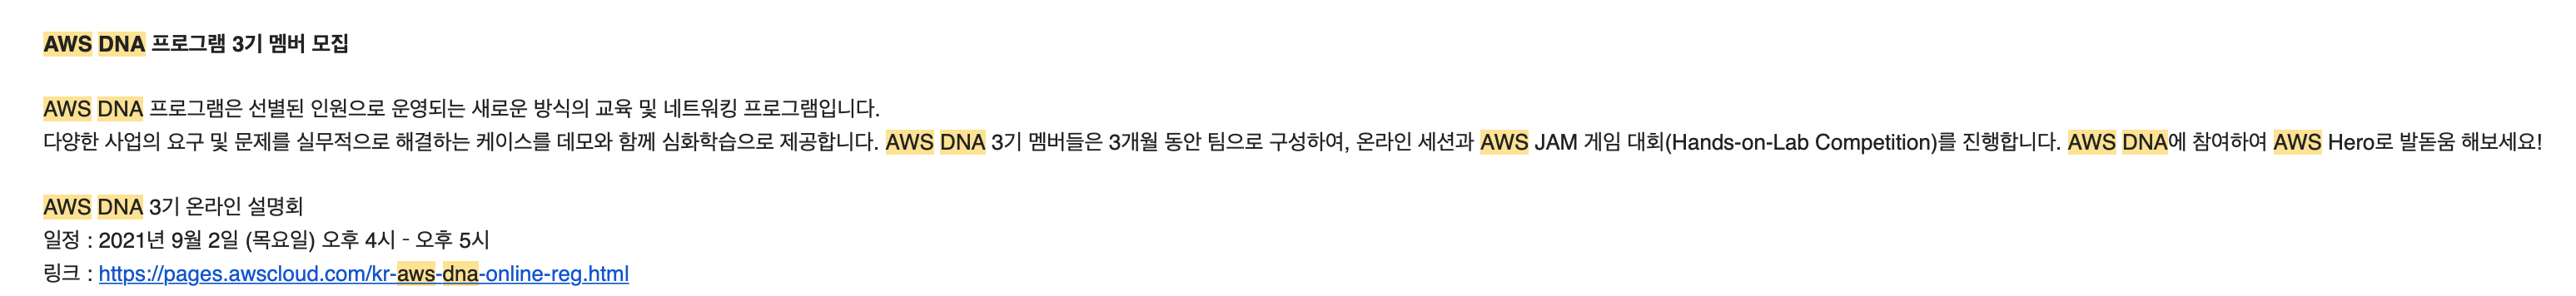 AWS DNA 프로그램 3기 멤버 모집
AWS DNA 프로그램은 선별된 인원으로 운영되는 새로운 방식의 교육 및 네트워킹 프로그램입니다.
다양한 사업의 요구 및 문제를 실무적으로 해결하는 케이스를 데모와 함께 심화학습으로 제공합니다. AWS DNA 3기 멤버들은 3개월 동안 팀으로 구성하여, 온라인 세션과 AWS JAM 게임 대회(Hands-on-Lab Competition)를 진행합니다. AWS DNA에 참여하여 AWS Hero로 발돋움 해보세요!
AWS DNA 3기 온라인 설명회
일정 : 2021년 9월 2일 (목요일) 오후 4시 - 오후 5시
링크 : https://pages.awscloud.com/kr-aws-dna-online-reg.html